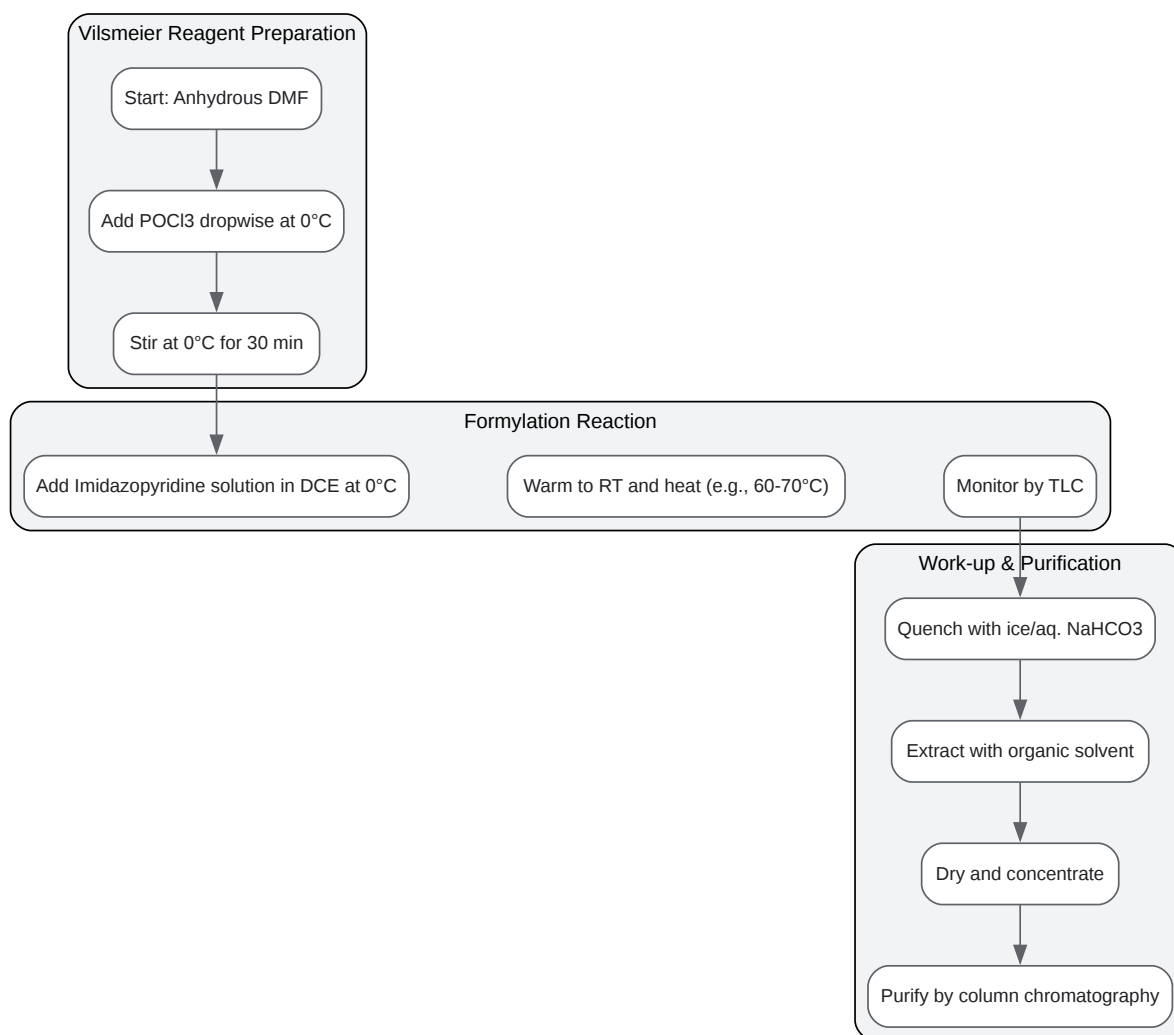 Vilsmeier Reagent Preparation
Start: Anhydrous DMF
Add POCl3 dropwise at 0°C
Stir at 0°C for 30 min
Formylation Reaction
Add Imidazopyridine solution in DCE at 0°C
Warm to RT and heat (e.g., 60-70°C)
Monitor by TLC
Work-up & Purification
Quench with ice/aq. NaHCO3
Extract with organic solvent
Dry and concentrate
Purify by column chromatography